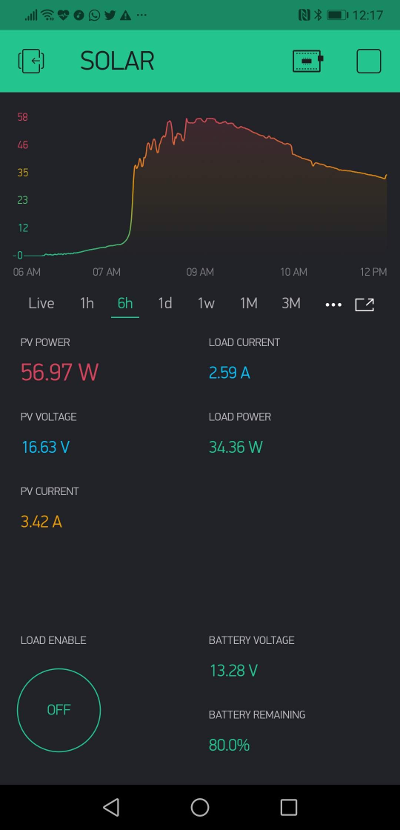 12:17
SOLAR
58
46
35
23
12
-0
06 AM 07 AM 09 AM 10 AM 12 PM
Live 1h 6h 1d 1w 1M 3M
PV POWER LOAD CURRENT
56.97 W 2.59 A
PV VOLTAGE LOAD POWER
16.63 V 34.36 W
PV CURRENT
3.42 A
LOAD ENABLE BATTERY VOLTAGE
13.28 V
OFF BATTERY REMAINING
80.0%